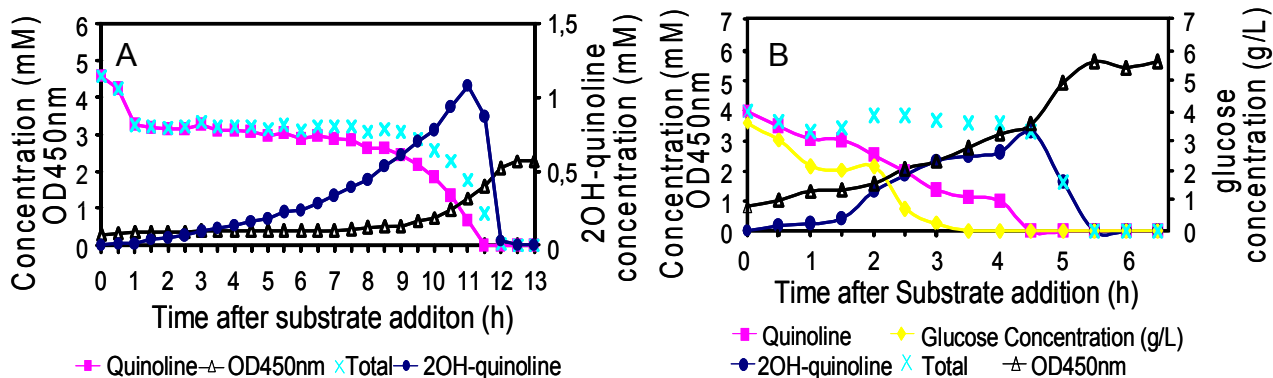 A
Concentration (mM)
OD450nm
6
5
4
3
2
1
0
1,5
1
0,5
0
2OH-quinoline
concentration (mM)
0 1 2 3 4 5 6 7 8 9 10 11 12 13
Time after substrate additon (h)
Quinoline OD450nm Total 2OH-quinoline
B
Concentration (mM)
OD450nm
7
6
5
4
3
2
1
0
7
6
5
4
3
2
1
0
glucose
concentration (g/L)
0 1 2 3 4 5 6
Time after Substrate addition (h)
Quinoline Glucose Concentration (g/L)
2OH-quinoline Total OD450nm